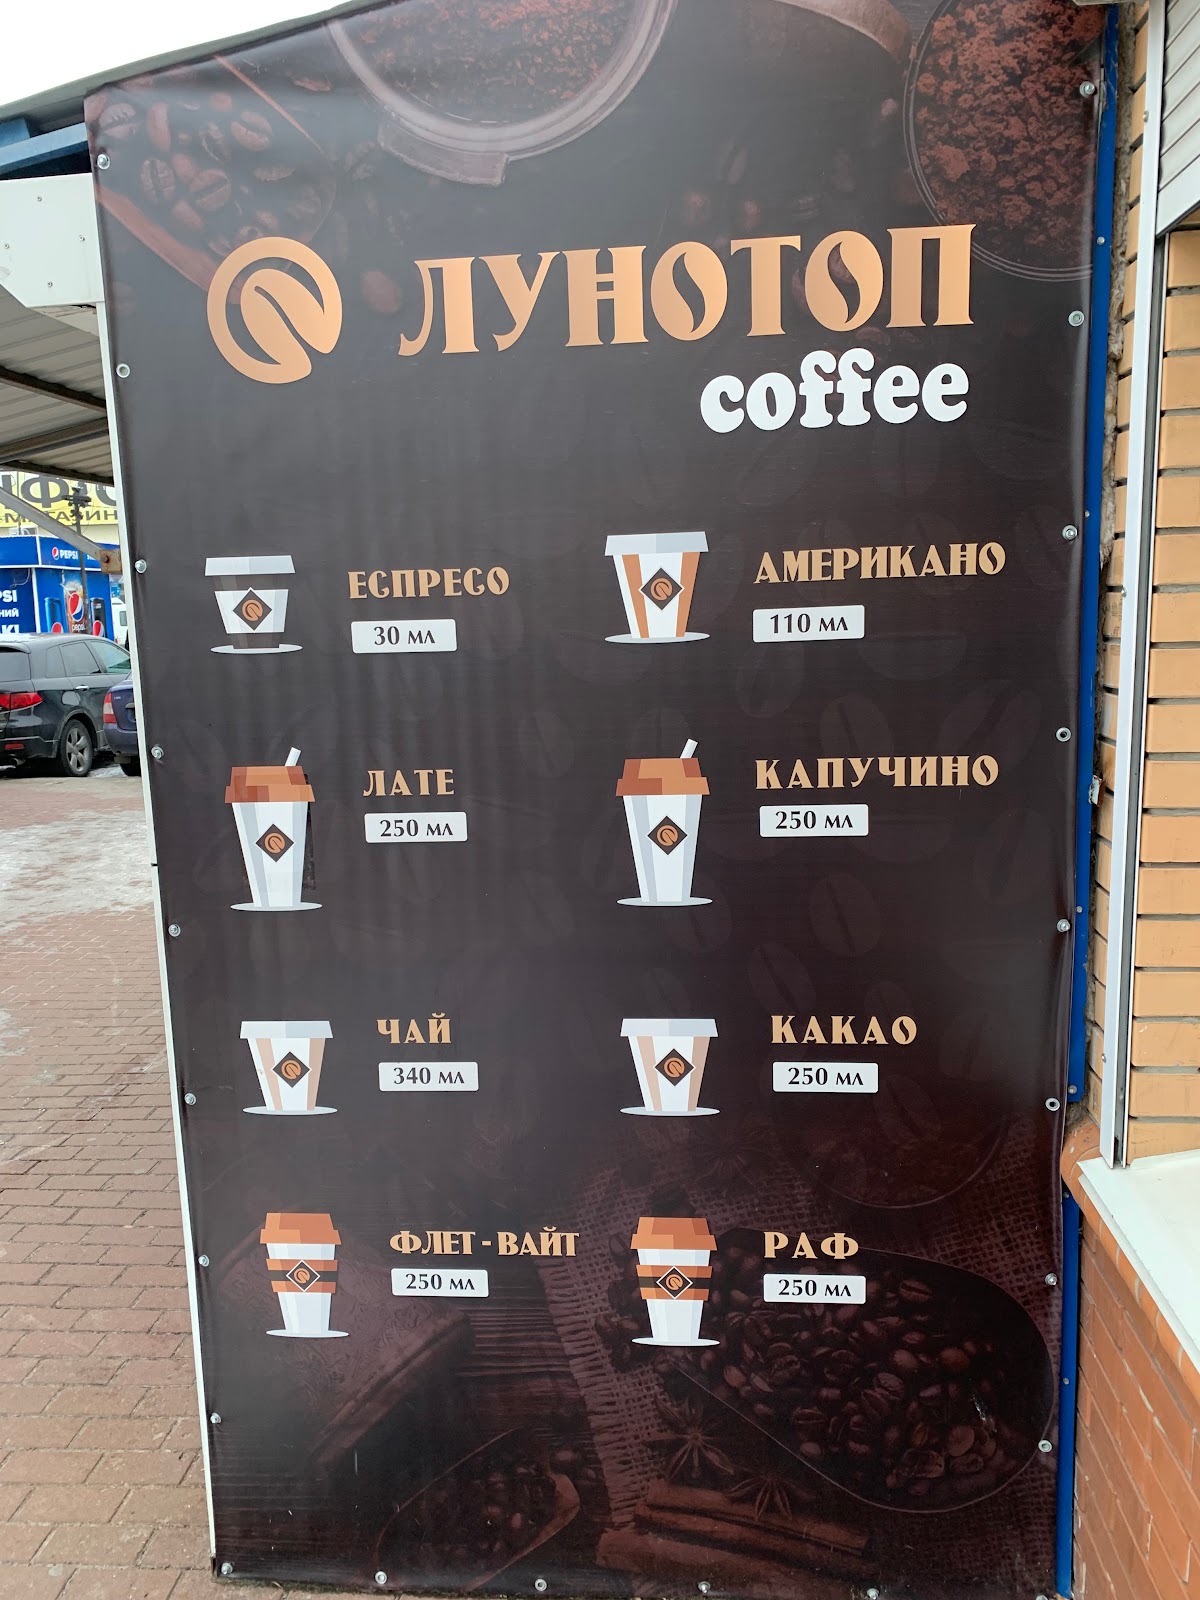 ЛУНОТОП
coffee
ЕСПРЕСО
30 мл
АМЕРИКАНО
110 мл
ЛАТЕ
250 мл
КАПУЧИНО
250 мл
ЧАЙ
340 мл
КАКАО
250 мл
ФЛЕТ-ВАЙТ
250 мл
РАФ
250 мл
PEPSI